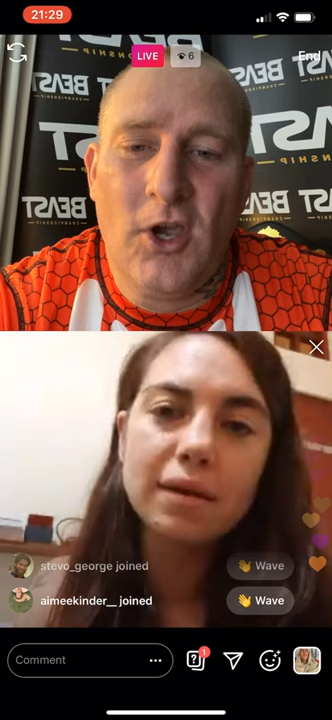 21:29
LIVE
6
End
BEAST
CHAMPIONSHIP
stevo_george joined
👋 Wave
aimeekinder__ joined
👋 Wave
Comment
1